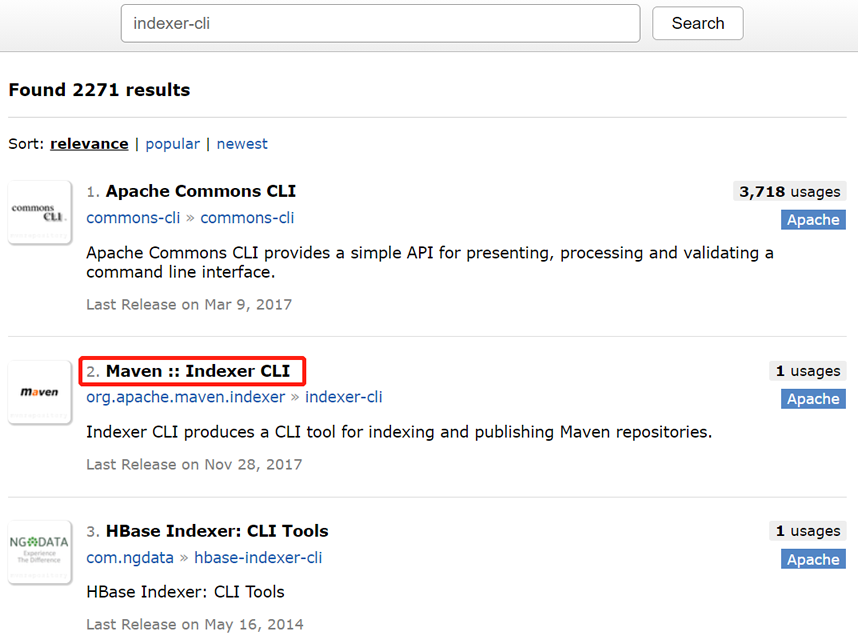 indexer-cli
Search
Found 2271 results
Sort: relevance | popular | newest
commons
CLI
1. Apache Commons CLI
3,718 usages
commons-cli » commons-cli
Apache
Apache Commons CLI provides a simple API for presenting, processing and validating a
command line interface.
Last Release on Mar 9, 2017
maven
2. Maven :: Indexer CLI
1 usages
org.apache.maven.indexer » indexer-cli
Apache
Indexer CLI produces a CLI tool for indexing and publishing Maven repositories.
Last Release on Nov 28, 2017
NGDATA
Experience
The Difference
3. HBase Indexer: CLI Tools
1 usages
com.ngdata » hbase-indexer-cli
Apache
HBase Indexer: CLI Tools
Last Release on May 16, 2014